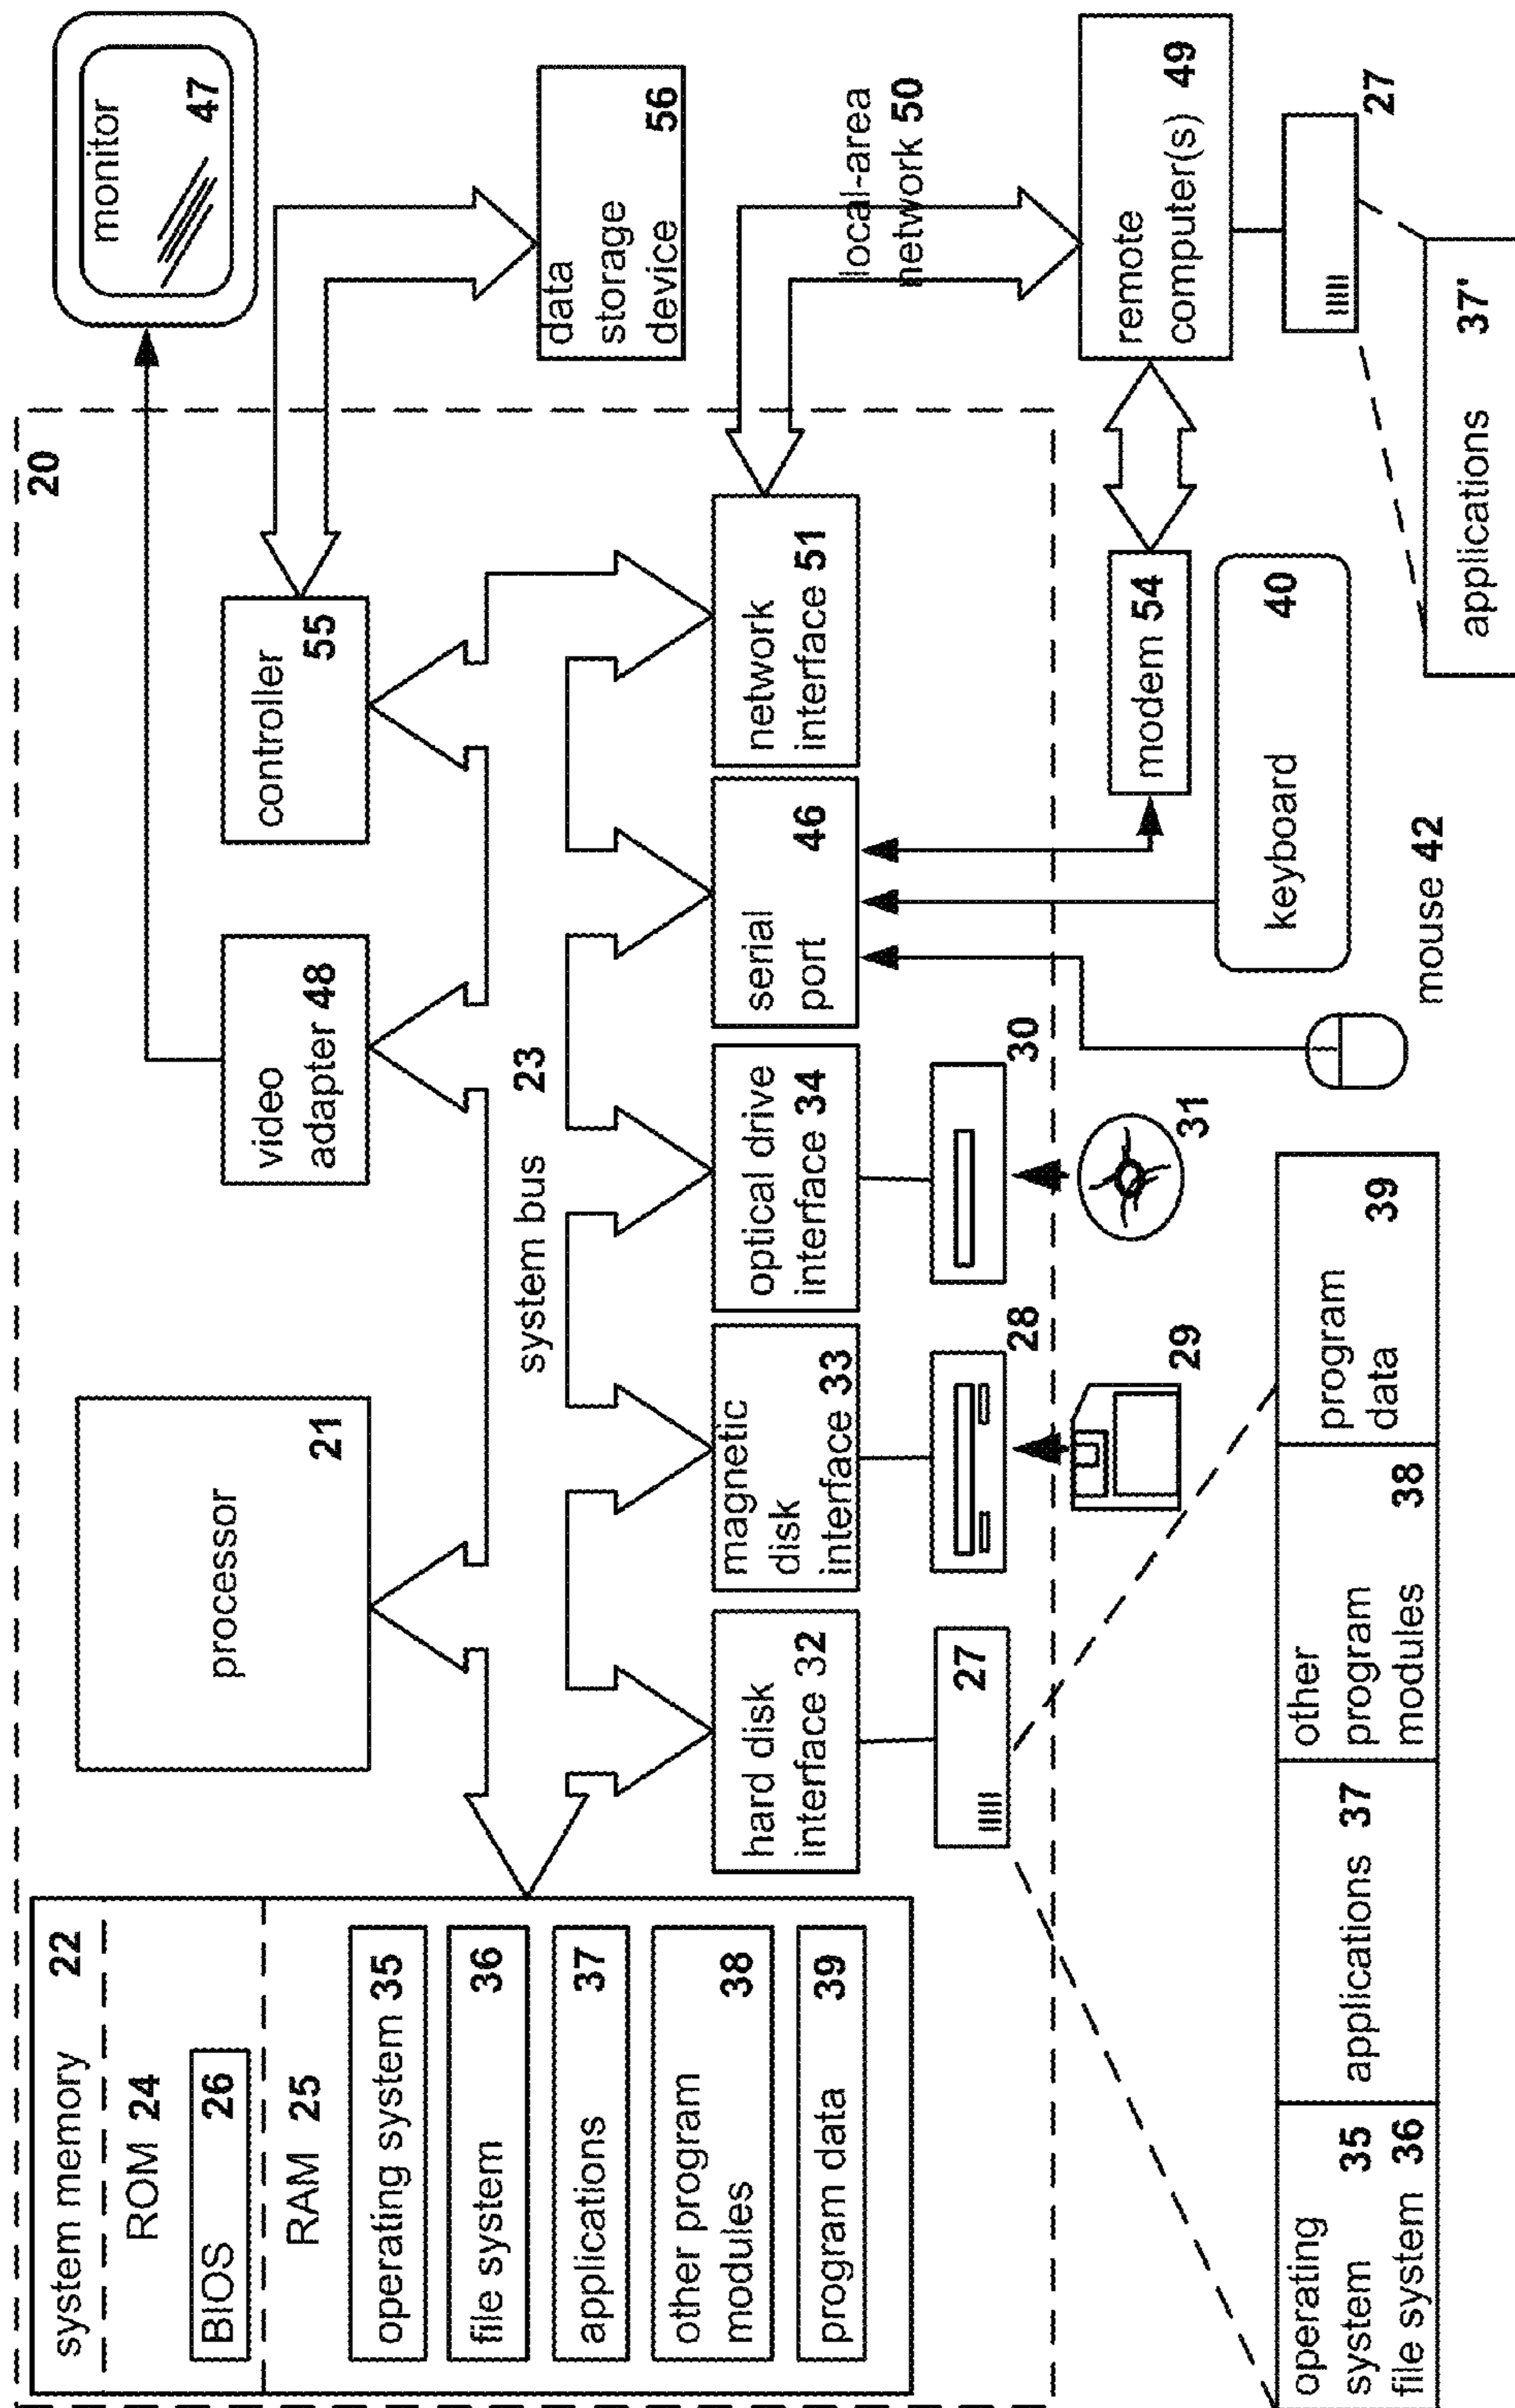 system memory 22
ROM 24
BIOS 26
RAM 25
operating system 35
file system 36
applications 37
other program
modules 38
program data 39
20
processor
21
video
adapter 48
controller
55
monitor
47
system bus 23
data
storage
device 56
hard disk
interface 32
magnetic
disk
interface 33
optical drive
interface 34
serial
port 46
network
interface 51
local-area
network 50
27
28
30
29
31
modem 54
remote
computer(s) 49
keyboard 40
mouse 42
27
operating
system 35
file system 36
applications 37
other
program
modules 38
program
data 39
applications 37'